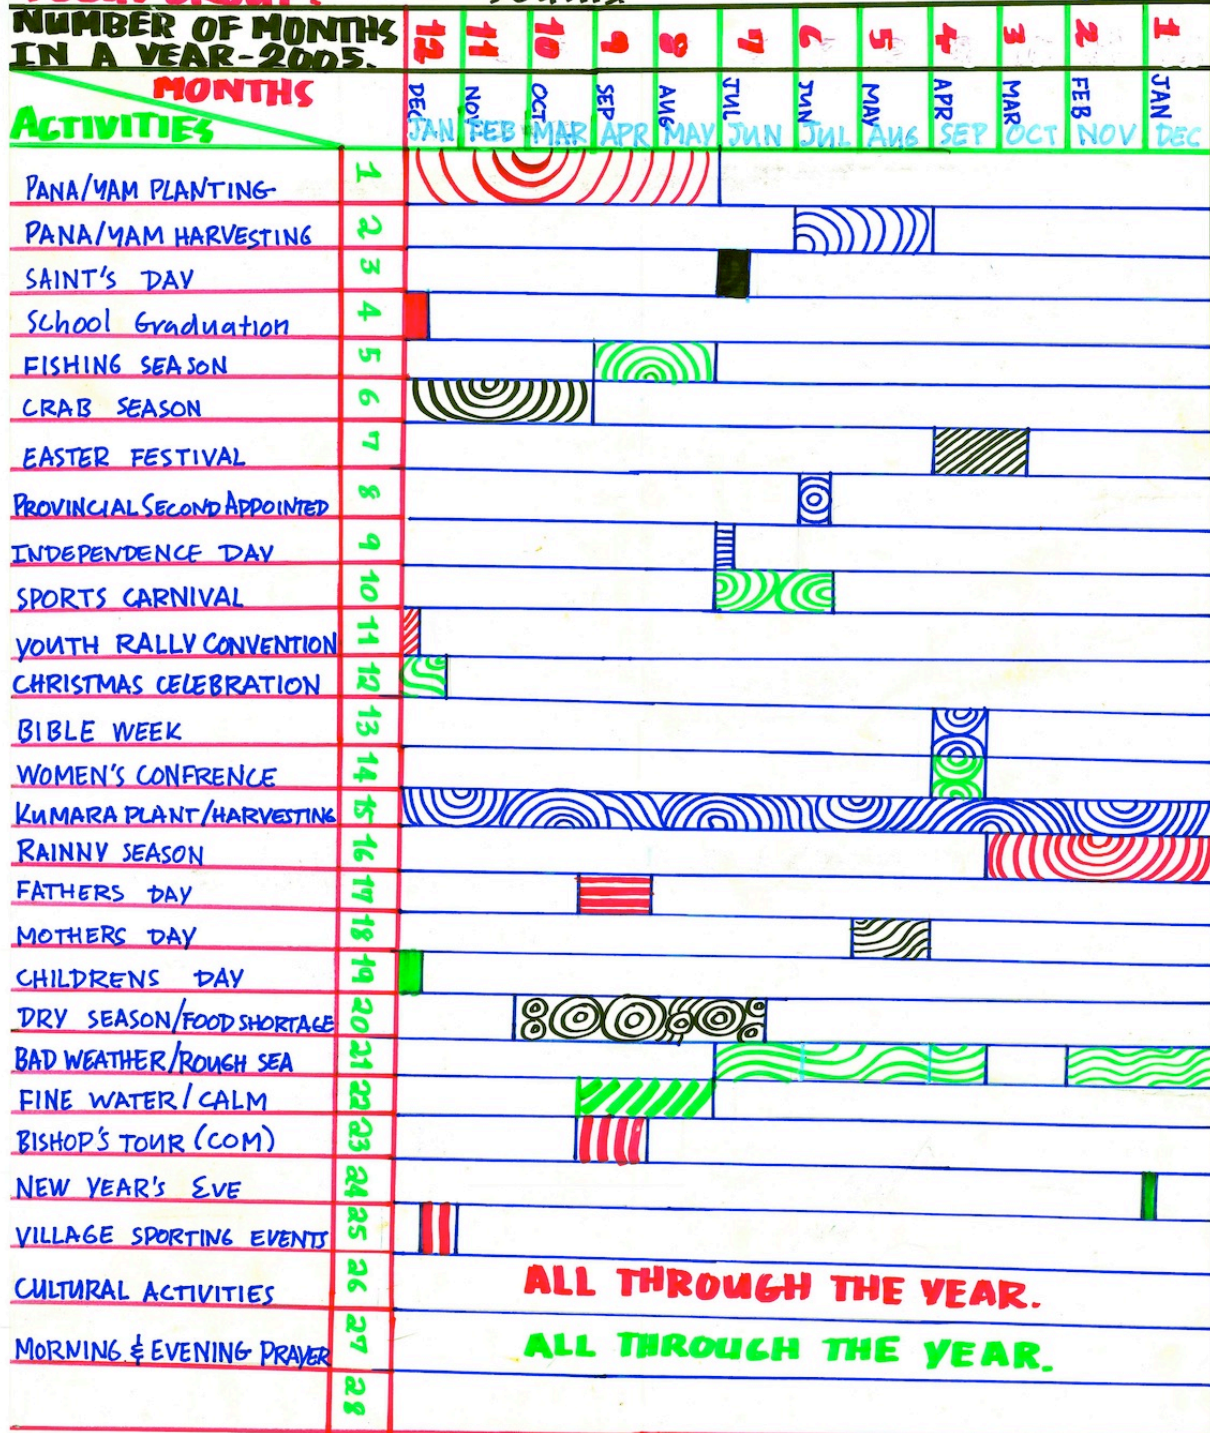 NUMBER OF MONTHS IN A YEAR-2005. 12 11 10 9 8 7 6 5 4 3 2 1
MONTHS DEC NOV OCT SEP AUG JUL JUN MAY APR MAR FEB JAN
ACTIVITIES JAN FEB MAR APR MAY JUN JUL AUG SEP OCT NOV DEC
PANA/YAM PLANTING 1
PANA/YAM HARVESTING 2
SAINT'S DAY 3
School Graduation 4
FISHING SEASON 5
CRAB SEASON 6
EASTER FESTIVAL 7
PROVINCIAL SECOND APPOINTED 8
INDEPENDENCE DAY 9
SPORTS CARNIVAL 10
YOUTH RALLY CONVENTION 11
CHRISTMAS CELEBRATION 12
BIBLE WEEK 13
WOMEN'S CONFRENCE 14
KUMARA PLANT/HARVESTING 15
RAINNY SEASON 16
FATHERS DAY 17
MOTHERS DAY 18
CHILDRENS DAY 19
DRY SEASON/FOOD SHORTAGE 20
BAD WEATHER/ROUGH SEA 21
FINE WATER/CALM 22
BISHOP'S TOUR (COM) 23
NEW YEAR'S EVE 24
VILLAGE SPORTING EVENTS 25
CULTURAL ACTIVITIES 26 ALL THROUGH THE YEAR.
MORNING & EVENING PRAYER 27 ALL THROUGH THE YEAR.
28